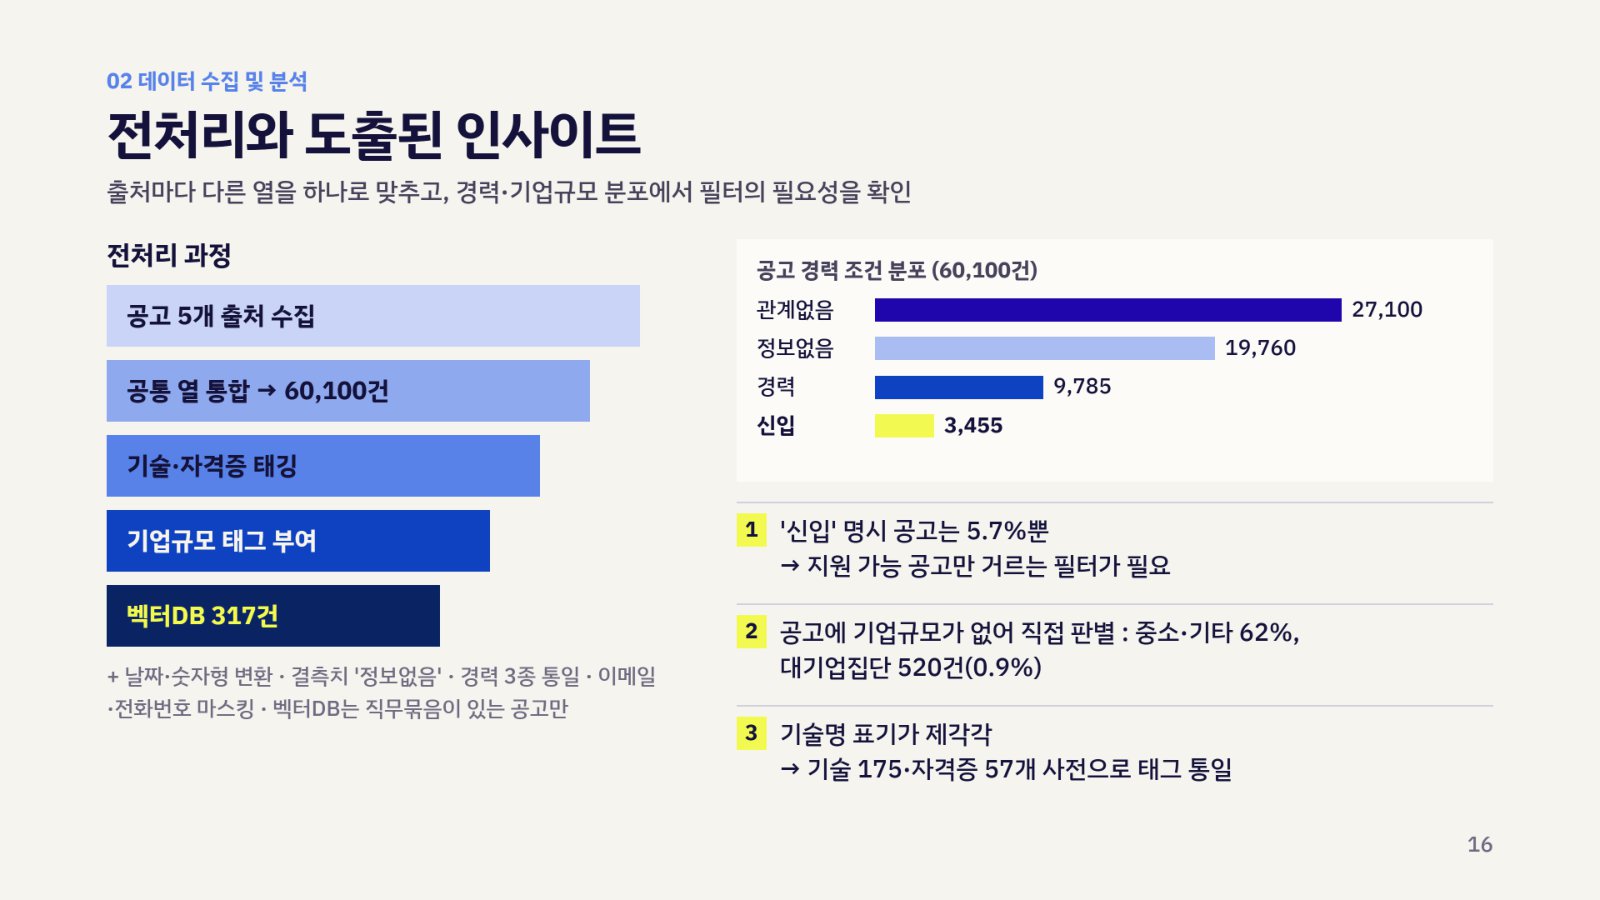 02 데이터 수집 및 분석
전처리와 도출된 인사이트
출처마다 다른 열을 하나로 맞추고, 경력·기업규모 분포에서 필터의 필요성을 확인
전처리 과정
공고 5개 출처 수집
공통 열 통합 → 60,100건
기술·자격증 태깅
기업규모 태그 부여
벡터DB 317건
+ 날짜·숫자형 변환 · 결측치 '정보없음' · 경력 3종 통일 · 이메일
·전화번호 마스킹 · 벡터DB는 직무묶음이 있는 공고만
공고 경력 조건 분포 (60,100건)
관계없음 27,100
정보없음 19,760
경력 9,785
신입 3,455
1 '신입' 명시 공고는 5.7%뿐
→ 지원 가능 공고만 거르는 필터가 필요
2 공고에 기업규모가 없어 직접 판별 : 중소·기타 62%,
대기업집단 520건(0.9%)
3 기술명 표기가 제각각
→ 기술 175·자격증 57개 사전으로 태그 통일
16